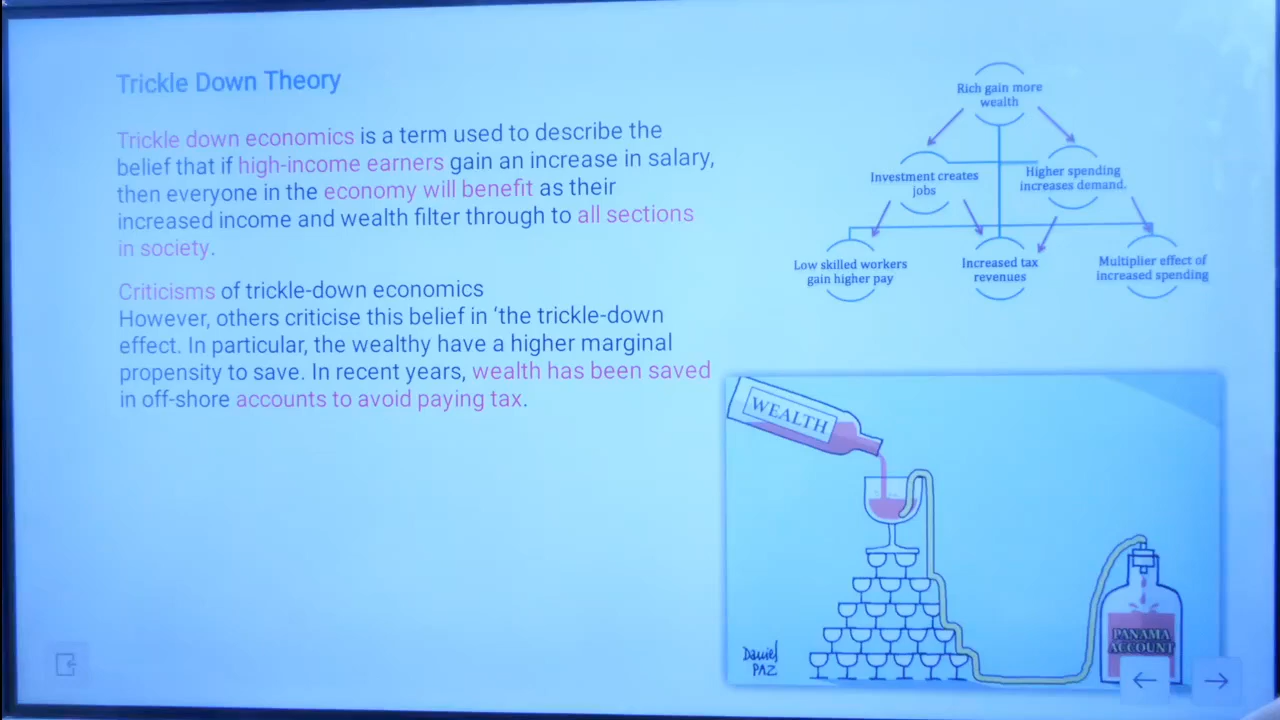 Trickle Down Theory
Trickle down economics is a term used to describe the
belief that if high-income earners gain an increase in salary,
then everyone in the economy will benefit as their
increased income and wealth filter through to all sections
in society.
Criticisms of trickle-down economics
However, others criticise this belief in ‘the trickle-down
effect. In particular, the wealthy have a higher marginal
propensity to save. In recent years, wealth has been saved
in off-shore accounts to avoid paying tax.
Rich gain more
wealth
Investment creates
jobs
Higher spending
increases demand.
Low skilled workers
gain higher pay
Increased tax
revenues
Multiplier effect of
increased spending
WEALTH
PANAMA
ACCOUNT
Daniel
PAZ